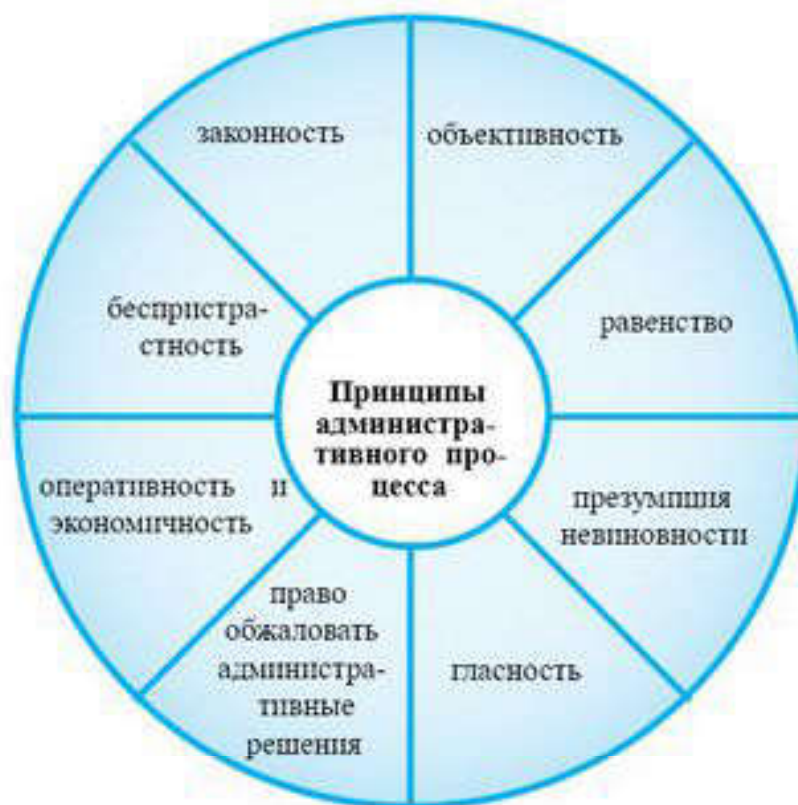 законность
объективность
равенство
презумпция
невиновности
гласность
право
обжаловать
администра-
тивные
решения
оперативность и
экономичность
беспристра-
стность
Принципы
администра-
тивного про-
цесса